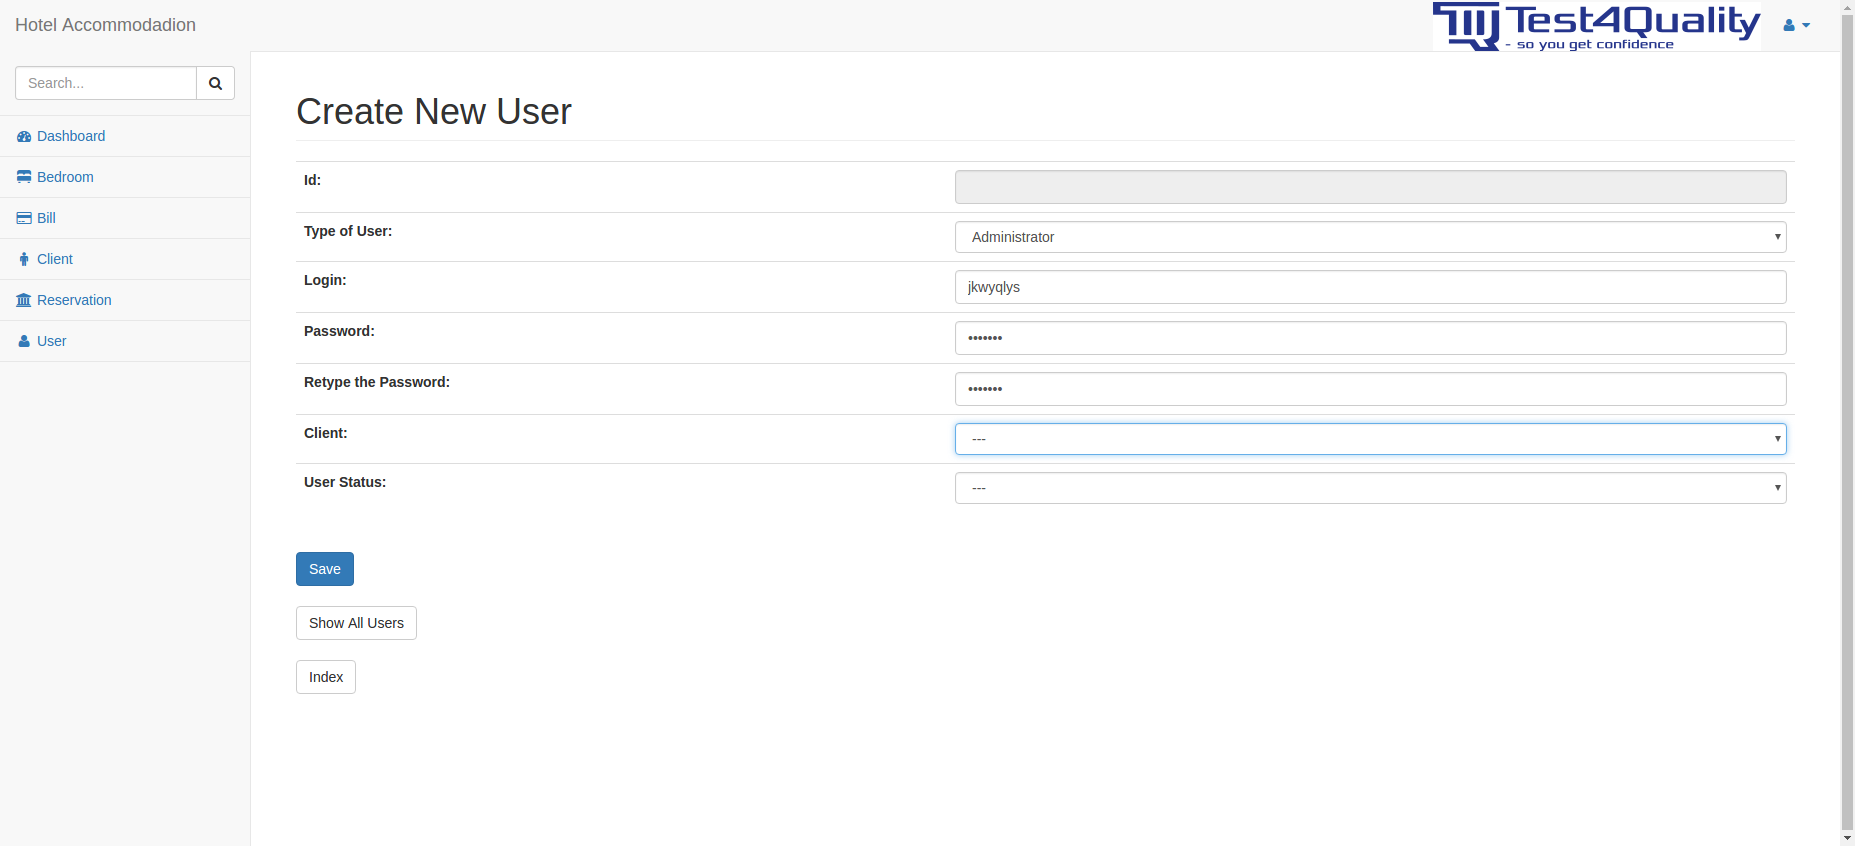 Hotel Accommodadion
Test4Quality
- so you get confidence
Search...
Dashboard
Bedroom
Bill
Client
Reservation
User
Create New User
Id:
Type of User:
Administrator
Login:
jkwyqlys
Password:
•••••••
Retype the Password:
•••••••
Client:
---
User Status:
---
Save
Show All Users
Index